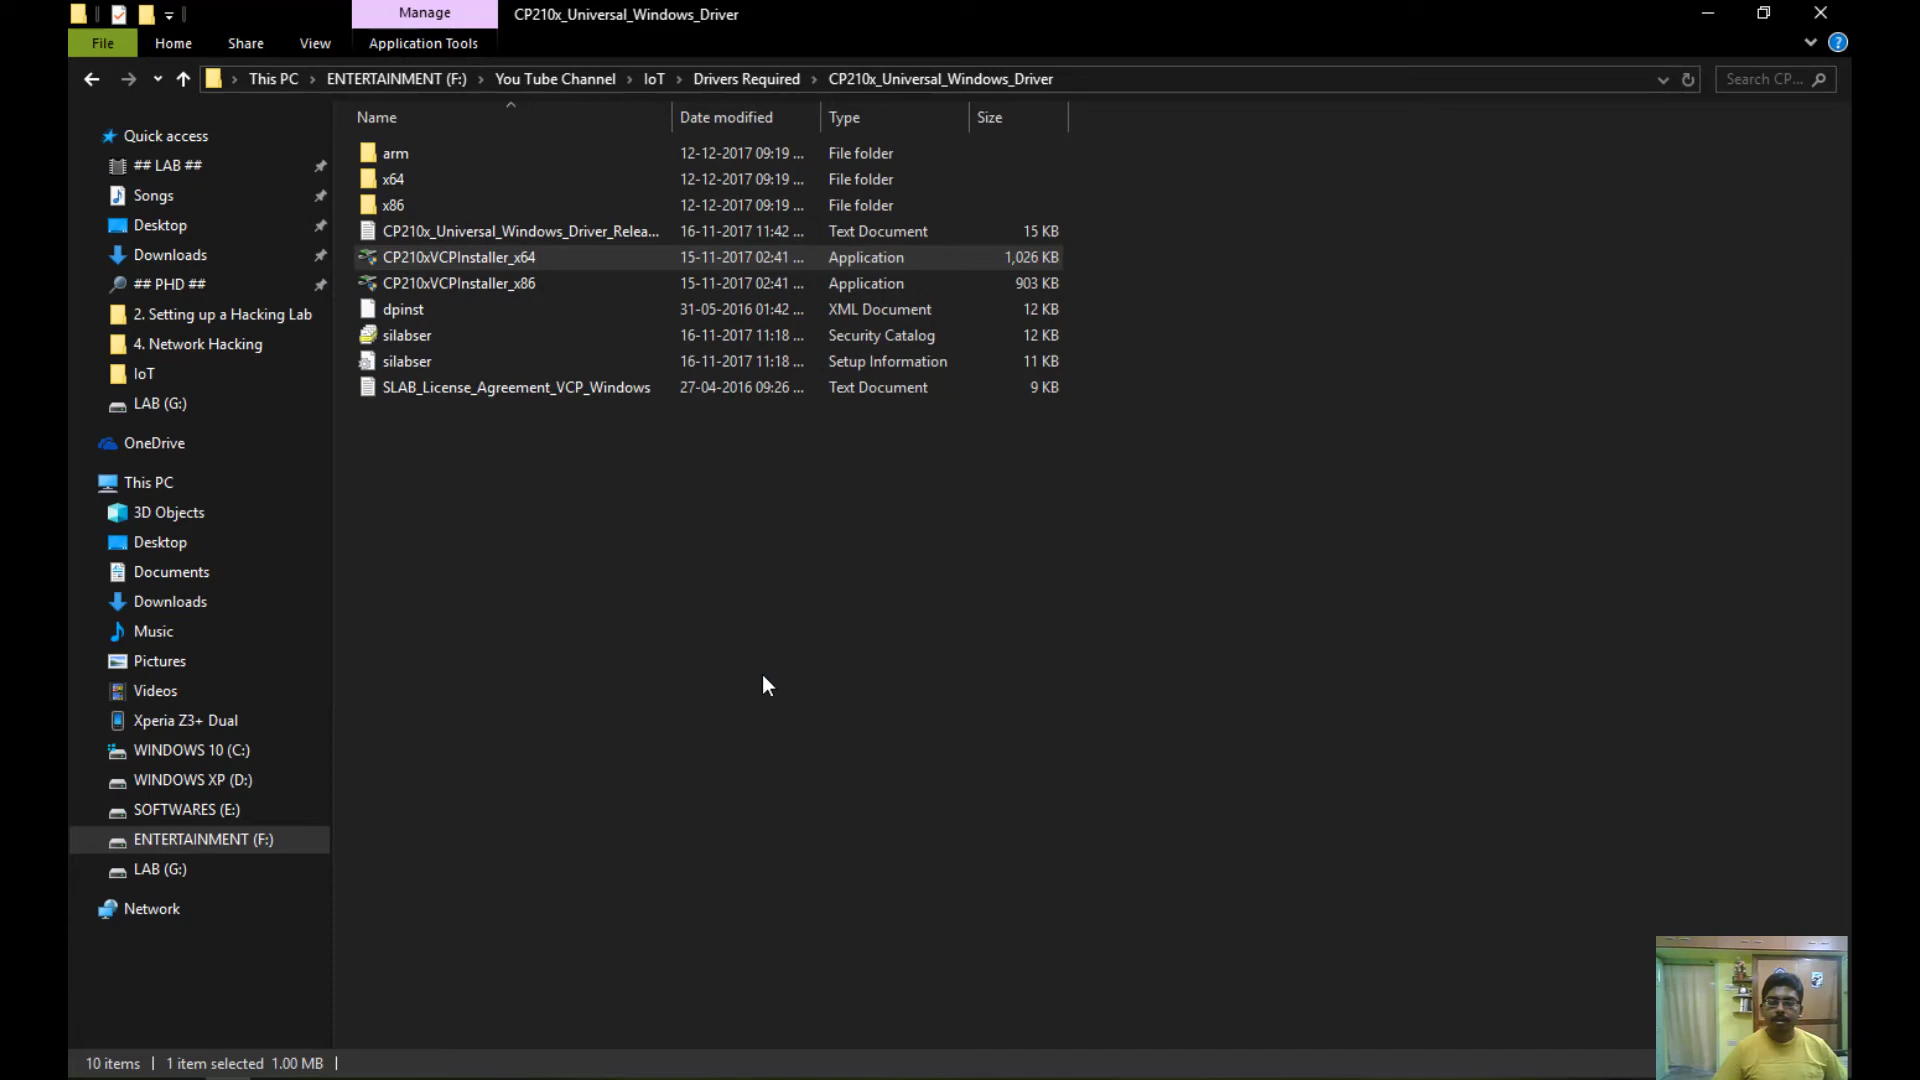 Manage
CP210x_Universal_Windows_Driver
File
Home
Share
View
Application Tools
This PC
ENTERTAINMENT (F:)
You Tube Channel
IoT
Drivers Required
CP210x_Universal_Windows_Driver
Search CP...
Name
Date modified
Type
Size
arm 12-12-2017 09:19 ... File folder
x64 12-12-2017 09:19 ... File folder
x86 12-12-2017 09:19 ... File folder
CP210x_Universal_Windows_Driver_Relea... 16-11-2017 11:42 ... Text Document 15 KB
CP210xVCPInstaller_x64 15-11-2017 02:41 ... Application 1,026 KB
CP210xVCPInstaller_x86 15-11-2017 02:41 ... Application 903 KB
dpinst 31-05-2016 01:42 ... XML Document 12 KB
silabser 16-11-2017 11:18 ... Security Catalog 12 KB
silabser 16-11-2017 11:18 ... Setup Information 11 KB
SLAB_License_Agreement_VCP_Windows 27-04-2016 09:26 ... Text Document 9 KB
Quick access
## LAB ##
Songs
Desktop
Downloads
## PHD ##
2. Setting up a Hacking Lab
4. Network Hacking
IoT
LAB (G:)
OneDrive
This PC
3D Objects
Desktop
Documents
Downloads
Music
Pictures
Videos
Xperia Z3+ Dual
WINDOWS 10 (C:)
WINDOWS XP (D:)
SOFTWARES (E:)
ENTERTAINMENT (F:)
LAB (G:)
Network
10 items
1 item selected 1.00 MB